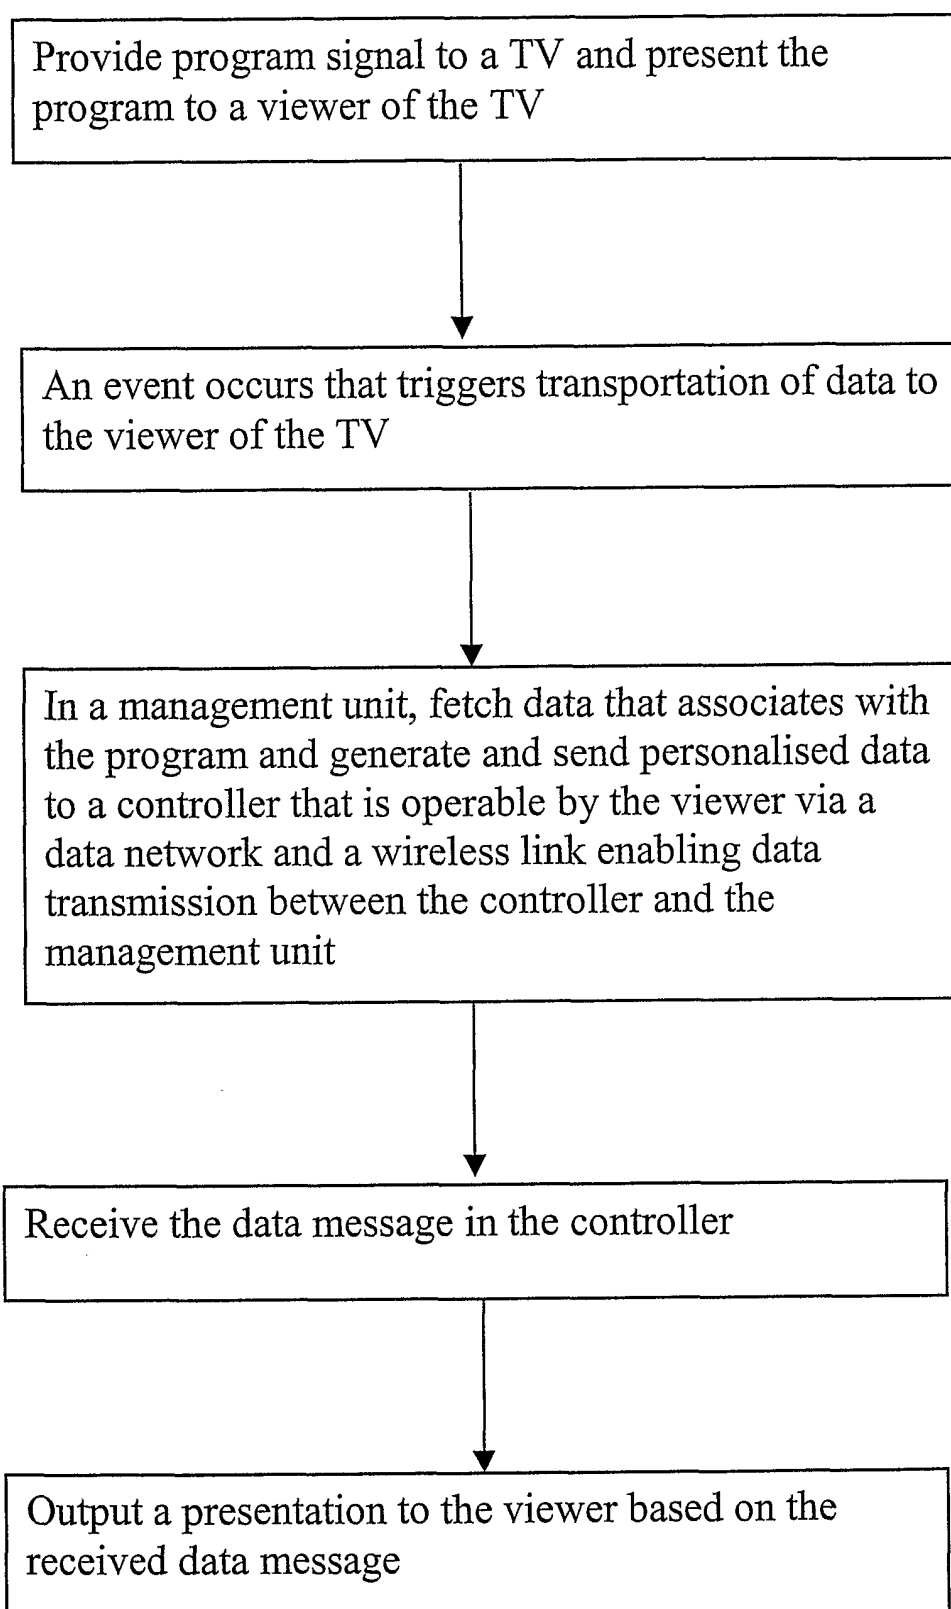 Provide program signal to a TV and present the
program to a viewer of the TV
An event occurs that triggers transportation of data to
the viewer of the TV
In a management unit, fetch data that associates with
the program and generate and send personalised data
to a controller that is operable by the viewer via a
data network and a wireless link enabling data
transmission between the controller and the
management unit
Receive the data message in the controller
Output a presentation to the viewer based on the
received data message